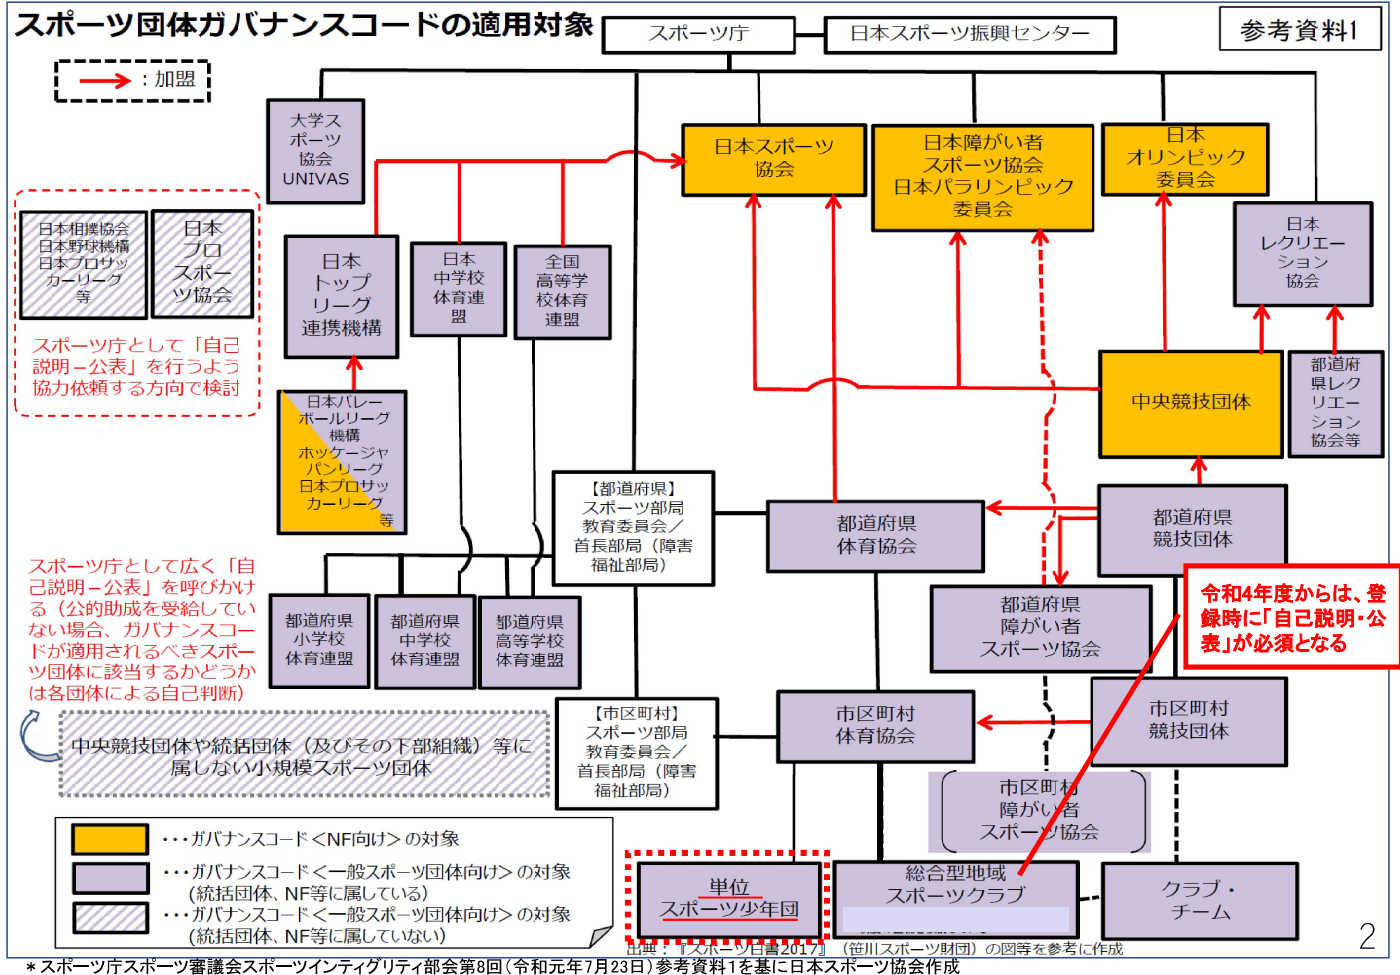 スポーツ団体ガバナンスコードの適用対象
スポーツ庁
日本スポーツ振興センター
参考資料1
：加盟
大学ス
ポーツ
協会
UNIVAS
日本スポーツ
協会
日本障がい者
スポーツ協会
日本パラリンピック
委員会
日本
オリンピック
委員会
日本
レクリエー
ション
協会
日本相撲協会
日本野球機構
日本プロサッ
カーリーグ
等
日本
プロ
スポー
ツ協会
スポーツ庁として「自己
説明－公表」を行うよう
協力依頼する方向で検討
日本
トップ
リーグ
連携機構
日本
中学校
体育連
盟
全国
高等学
校体育
連盟
日本バレー
ボールリーグ
機構
ホッケージャ
パンリーグ
日本プロサッ
カーリーグ
等
中央競技団体
都道府
県レク
リエー
ション
協会等
【都道府県】
スポーツ部局
教育委員会／
首長部局（障害
福祉部局）
都道府県
体育協会
都道府県
競技団体
スポーツ庁として広く「自
己説明－公表」を呼びかけ
る（公的助成を受給してい
ない場合、ガバナンスコー
ドが適用されるべきスポー
ツ団体に該当するかどうか
は各団体による自己判断）
都道府県
小学校
体育連盟
都道府県
中学校
体育連盟
都道府県
高等学校
体育連盟
都道府県
障がい者
スポーツ協会
令和4年度からは、登
録時に「自己説明・公
表」が必須となる
中央競技団体や統括団体（及びその下部組織）等に
属しない小規模スポーツ団体
【市区町村】
スポーツ部局
教育委員会／
首長部局（障害
福祉部局）
市区町村
体育協会
市区町村
競技団体
市区町村
障がい者
スポーツ協会
・・・ガバナンスコード＜NF向け＞の対象
・・・ガバナンスコード＜一般スポーツ団体向け＞の対象
(統括団体、NF等に属している)
・・・ガバナンスコード＜一般スポーツ団体向け＞の対象
(統括団体、NF等に属していない)
単位
スポーツ少年団
総合型地域
スポーツクラブ
クラブ・
チーム
出典：『スポーツ白書2017』（笹川スポーツ財団）の図等を参考に作成
2
＊スポーツ庁スポーツ審議会スポーツインティグリティ部会第8回（令和元年7月23日）参考資料1を基に日本スポーツ協会作成